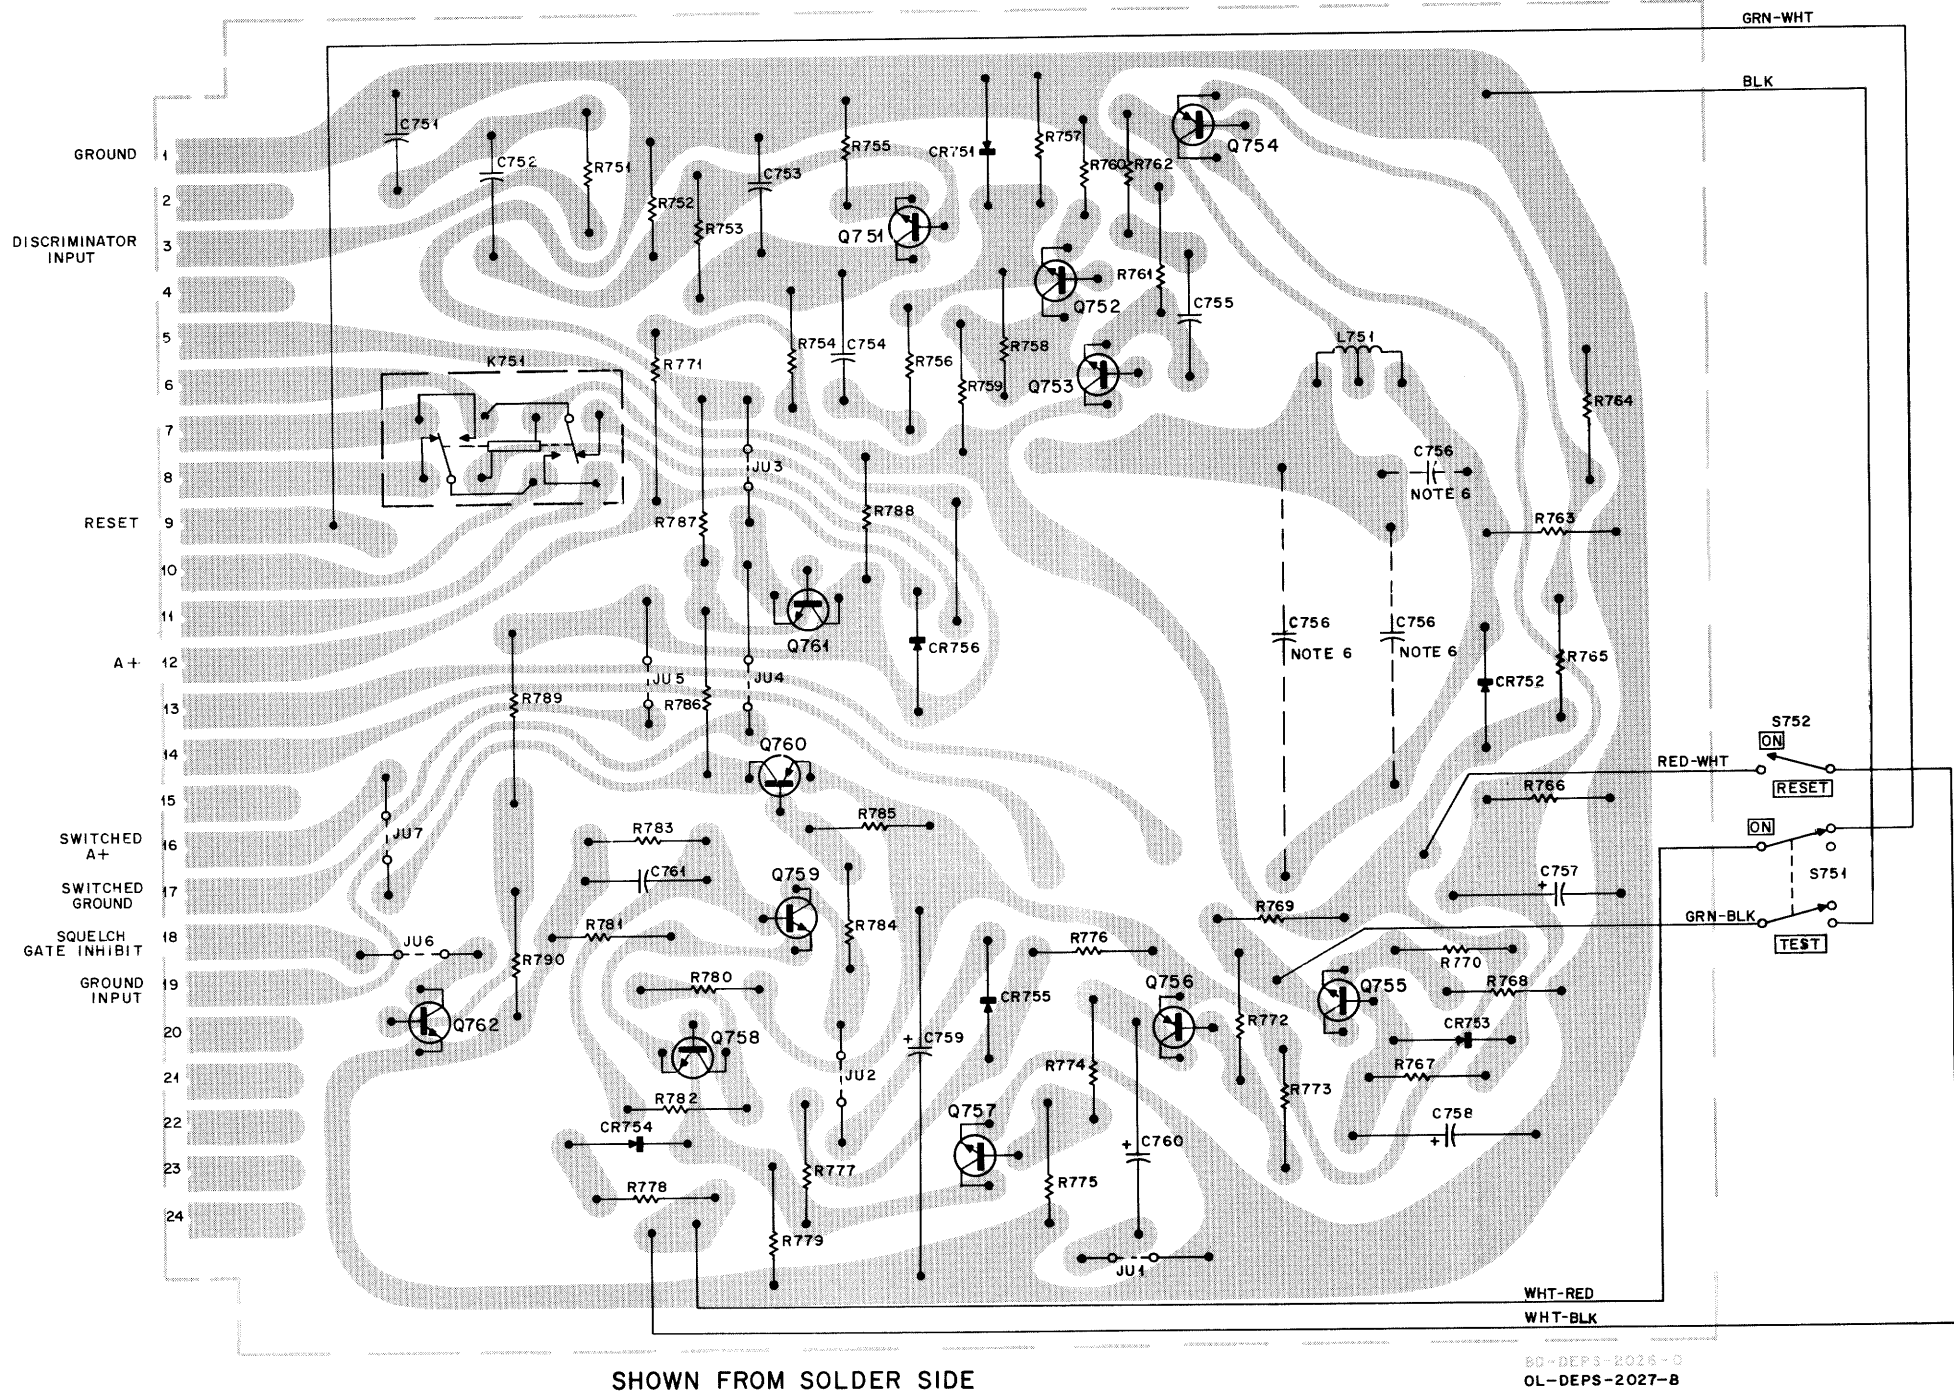 GRN-WHT
BLK
C751
GROUND 1
C752
R751
R755
CR751
R757
R760
R762
Q754
C753
2
R752
R753
DISCRIMINATOR
INPUT
3
Q751
4
R761
Q752
C755
5
K751
R771
R754
C754
R756
R758
L751
6
R759
Q753
R764
7
JU3
C756
NOTE 6
8
RESET 9
R787
R788
R763
10
11
Q761
CR756
C756
NOTE 6
C756
NOTE 6
A+ 12
JU5
JU4
R765
CR752
13
R789
R786
S752
ON
14
Q760
RED-WHT
RESET
15
R766
JU7
R783
R785
ON
SWITCHED
A+
16
C761
Q759
C757
+
S751
SWITCHED
GROUND
17
R769
GRN-BLK
SQUELCH
GATE INHIBIT
18
JU6
R781
R784
R776
TEST
R790
R770
GROUND
INPUT
19
R780
CR755
Q756
Q755
R768
20
Q762
Q758
+
C759
R772
CR753
21
JU2
R774
R773
R767
22
R782
Q757
C758
+
CR754
+
C760
23
R777
R778
R775
24
R779
JU1
WHT-RED
WHT-BLK
SHOWN FROM SOLDER SIDE
BD-DEPS-2026-0
OL-DEPS-2027-B